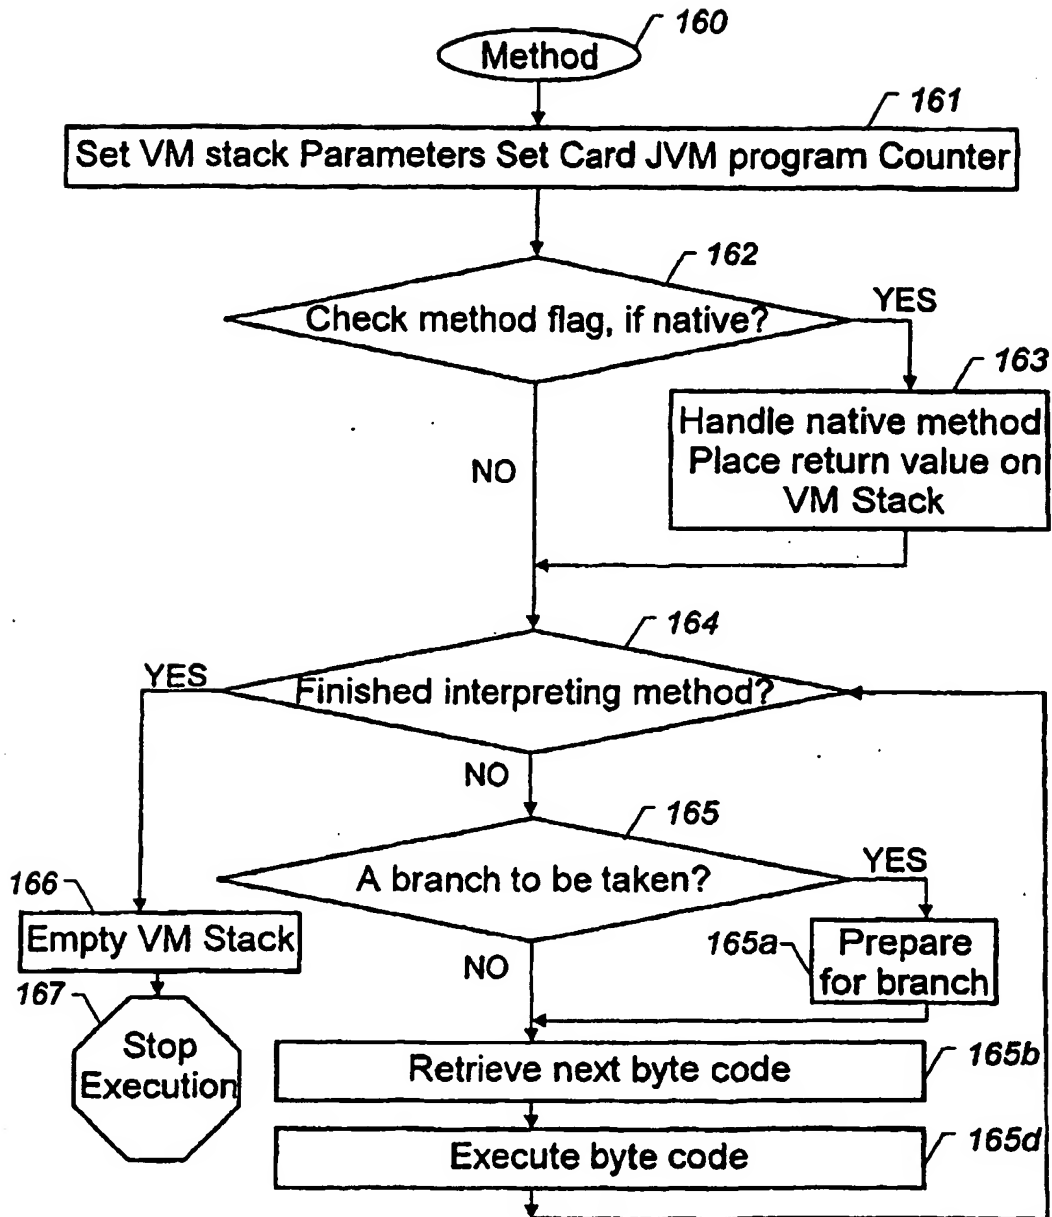 160
Method
161
Set VM stack Parameters Set Card JVM program Counter
162
Check method flag, if native?
YES
163
Handle native method
Place return value on
VM Stack
NO
164
Finished interpreting method?
YES
NO
165
A branch to be taken?
YES
165a
Prepare
for branch
NO
166
Empty VM Stack
167
Stop
Execution
Retrieve next byte code
165b
Execute byte code
165d